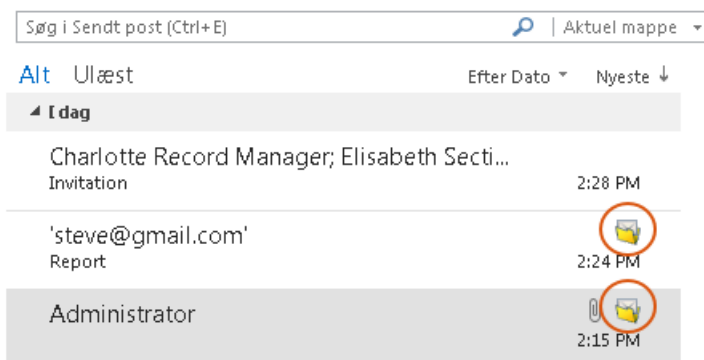 Søg i Sendt post (Ctrl+E) Aktuel mappe
Alt Ulæst Efter Dato Nyeste
I dag
Charlotte Record Manager; Elisabeth Secti...
Invitation 2:28 PM
'steve@gmail.com'
Report 2:24 PM
Administrator
2:15 PM